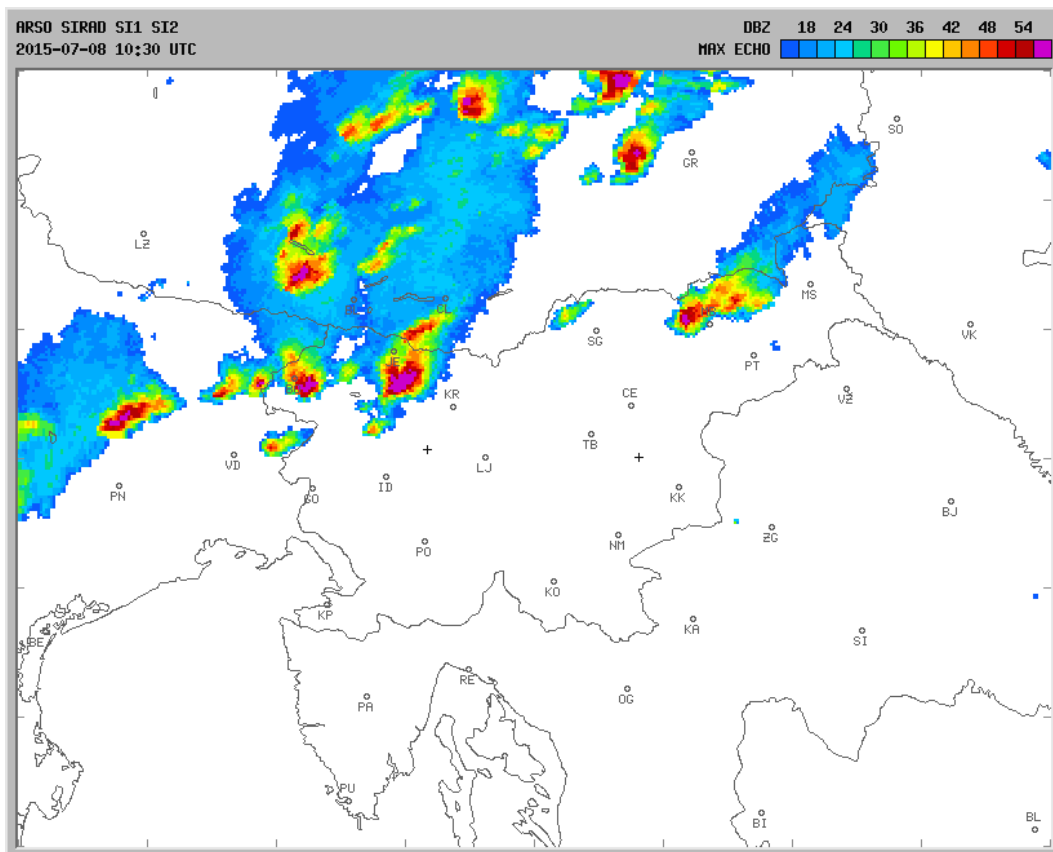 ARSO SIRAD SI1 SI2
2015-07-08 10:30 UTC
DBZ 18 24 30 36 42 48 54
MAX ECHO
SO
GR
LZ
CL
MS
SG
VK
JE
PT
KR
CE
VŽ
TB
VD
LJ
ID
PN
GO
KK
BJ
ZG
PO
NM
KO
KP
KA
BE
SI
RE
PA
OG
PU
BI
BL